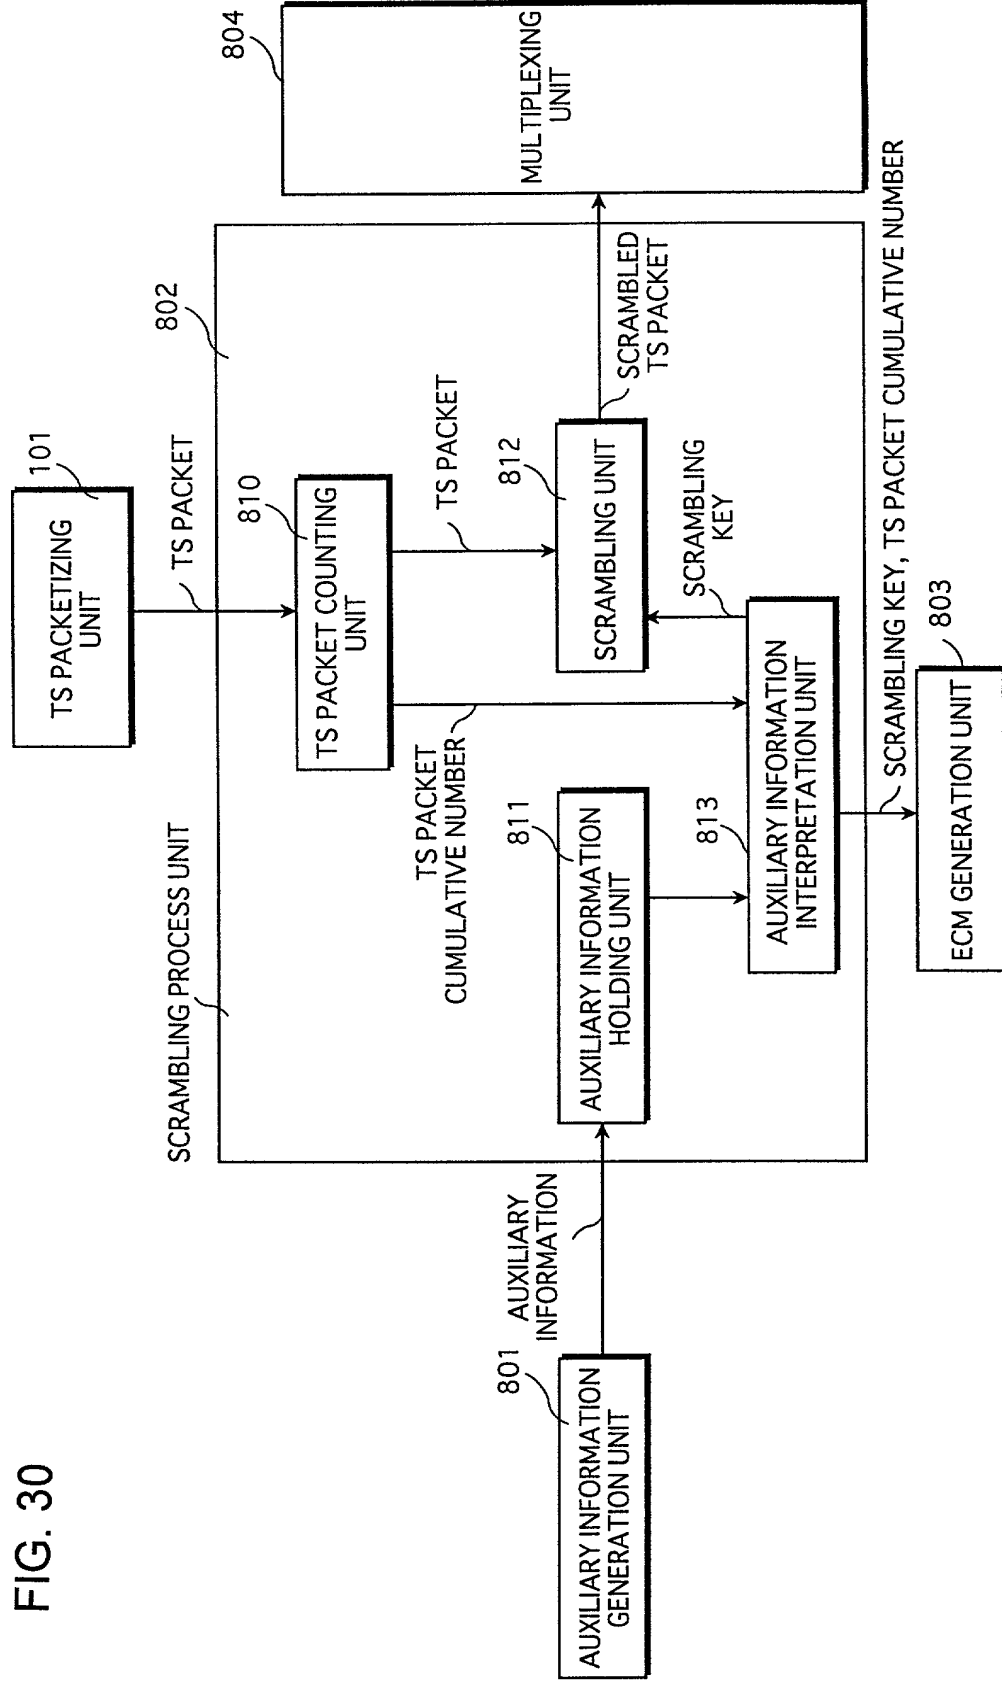 FIG. 30
101
TS PACKETIZING
UNIT
TS PACKET
SCRAMBLING PROCESS UNIT
802
804
810
TS PACKET COUNTING
UNIT
MULTIPLEXING
UNIT
TS PACKET
CUMULATIVE NUMBER
TS PACKET
801
AUXILIARY INFORMATION
GENERATION UNIT
AUXILIARY
INFORMATION
811
AUXILIARY INFORMATION
HOLDING UNIT
812
SCRAMBLING UNIT
SCRAMBLED
TS PACKET
SCRAMBLING
KEY
813
AUXILIARY INFORMATION
INTERPRETATION UNIT
SCRAMBLING KEY, TS PACKET CUMULATIVE NUMBER
803
ECM GENERATION UNIT